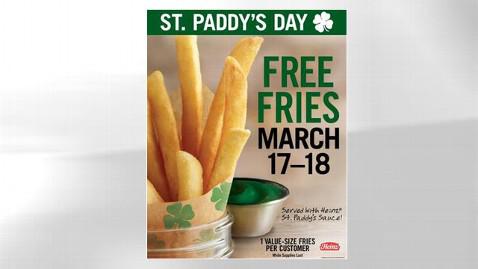 ST. PADDY'S DAY
FREE
FRIES
MARCH
17–18
Served with Heinz®
St. Paddy's Sauce!
1 VALUE-SIZE FRIES
PER CUSTOMER
While Supplies Last
Heinz